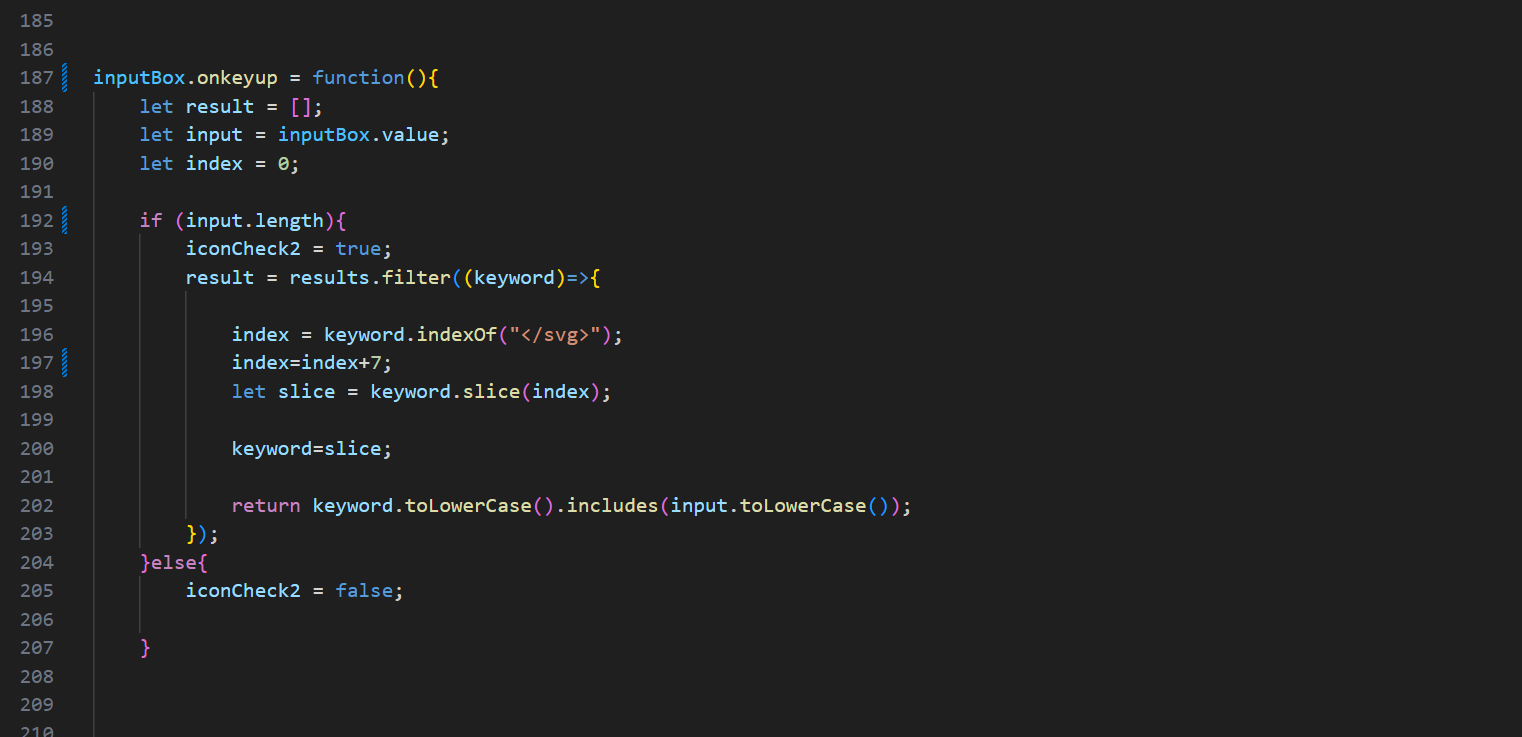 185
186
187 inputBox.onkeyup = function(){
188     let result = [];
189     let input = inputBox.value;
190     let index = 0;
191
192     if (input.length){
193         iconCheck2 = true;
194         result = results.filter((keyword)=>{
195
196             index = keyword.indexOf("</svg>");
197             index=index+7;
198             let slice = keyword.slice(index);
199
200             keyword=slice;
201
202             return keyword.toLowerCase().includes(input.toLowerCase());
203         });
204     }else{
205         iconCheck2 = false;
206
207     }
208
209
210